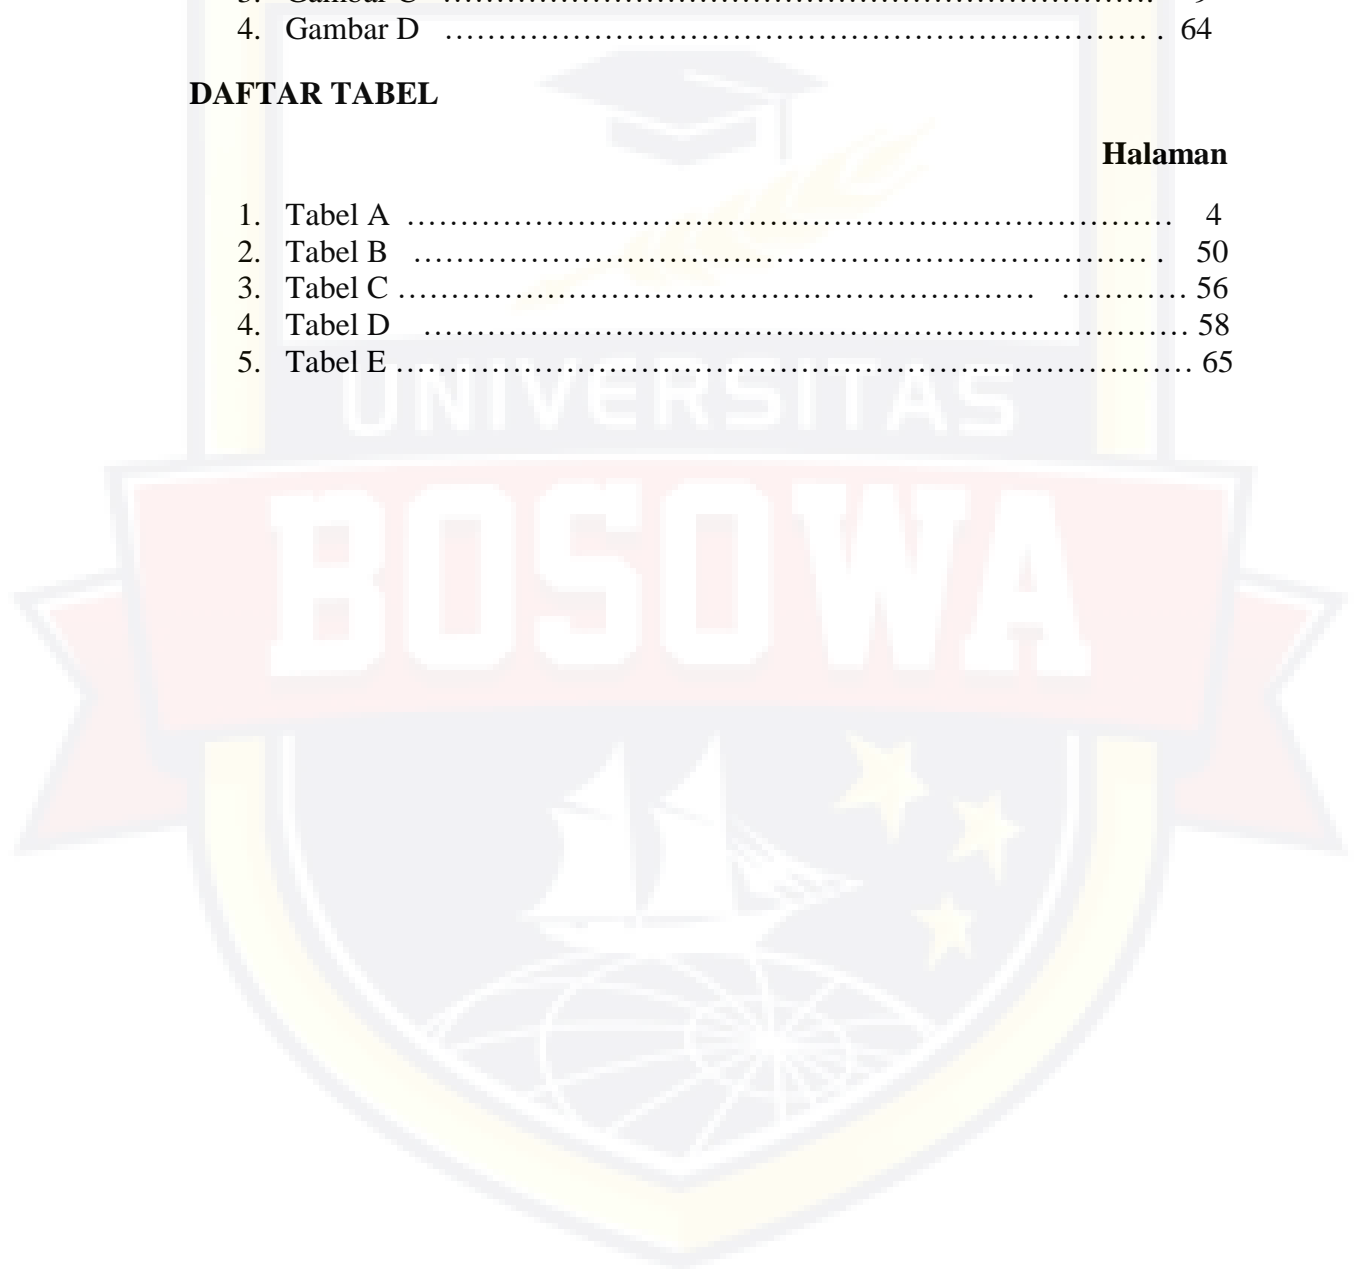 4. Gambar D ……………………………………………………………… . 64
DAFTAR TABEL
Halaman
1. Tabel A ……………………………………………………………… 4
2. Tabel B ……………………………………………………………… . 50
3. Tabel C …………………………………………………… ………… 56
4. Tabel D ……………………………………………………………… 58
5. Tabel E ………………………………………………………………… 65
UNIVERSITAS
BOSOWA